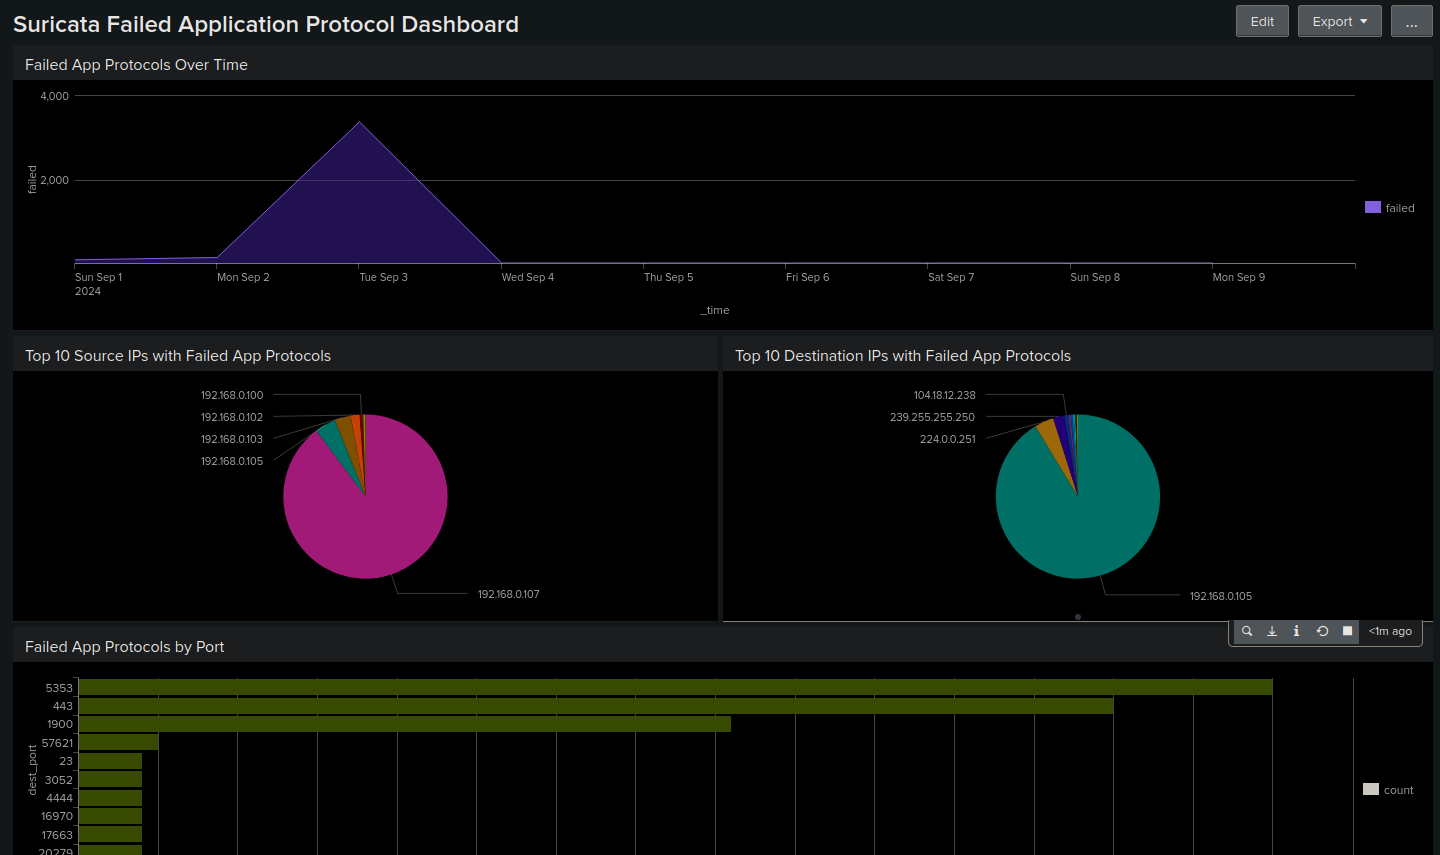 Suricata Failed Application Protocol Dashboard
Edit
Export
...
Failed App Protocols Over Time
4,000
2,000
failed
failed
Sun Sep 1
2024
Mon Sep 2
Tue Sep 3
Wed Sep 4
Thu Sep 5
Fri Sep 6
Sat Sep 7
Sun Sep 8
Mon Sep 9
_time
Top 10 Source IPs with Failed App Protocols
192.168.0.100
192.168.0.102
192.168.0.103
192.168.0.105
192.168.0.107
Top 10 Destination IPs with Failed App Protocols
104.18.12.238
239.255.255.250
224.0.0.251
192.168.0.105
<1m ago
Failed App Protocols by Port
dest_port
5353
443
1900
57621
23
3052
4444
16970
17663
20279
count